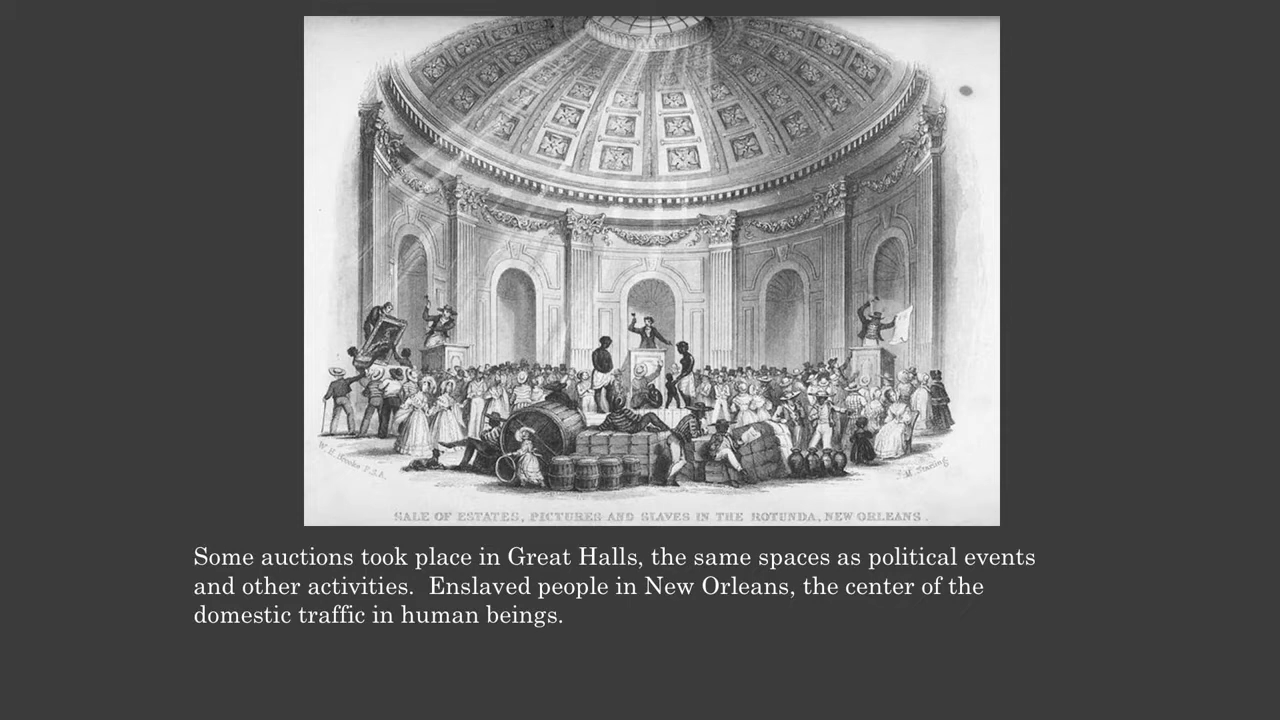 W. H. Brooke F.S.A.
J. M. Starling
SALE OF ESTATES, PICTURES AND SLAVES IN THE ROTUNDA, NEW ORLEANS.
Some auctions took place in Great Halls, the same spaces as political events
and other activities.  Enslaved people in New Orleans, the center of the
domestic traffic in human beings.